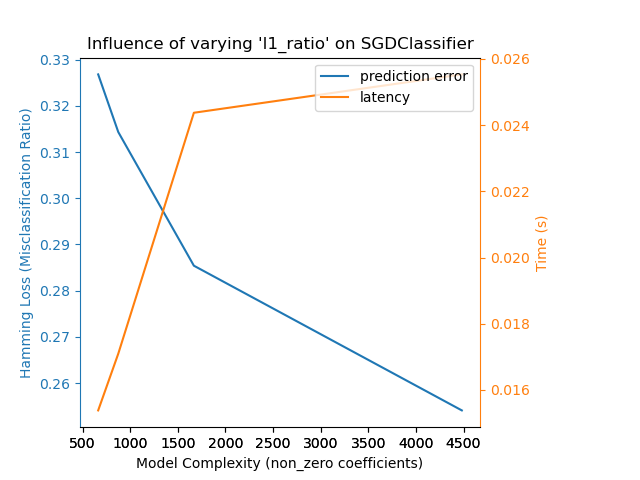 Influence of varying 'l1_ratio' on SGDClassifier
prediction error
latency
0.33
0.32
0.31
0.30
0.29
0.28
0.27
0.26
Hamming Loss (Misclassification Ratio)
0.026
0.024
0.022
0.020
0.018
0.016
Time (s)
500 1000 1500 2000 2500 3000 3500 4000 4500
Model Complexity (non_zero coefficients)